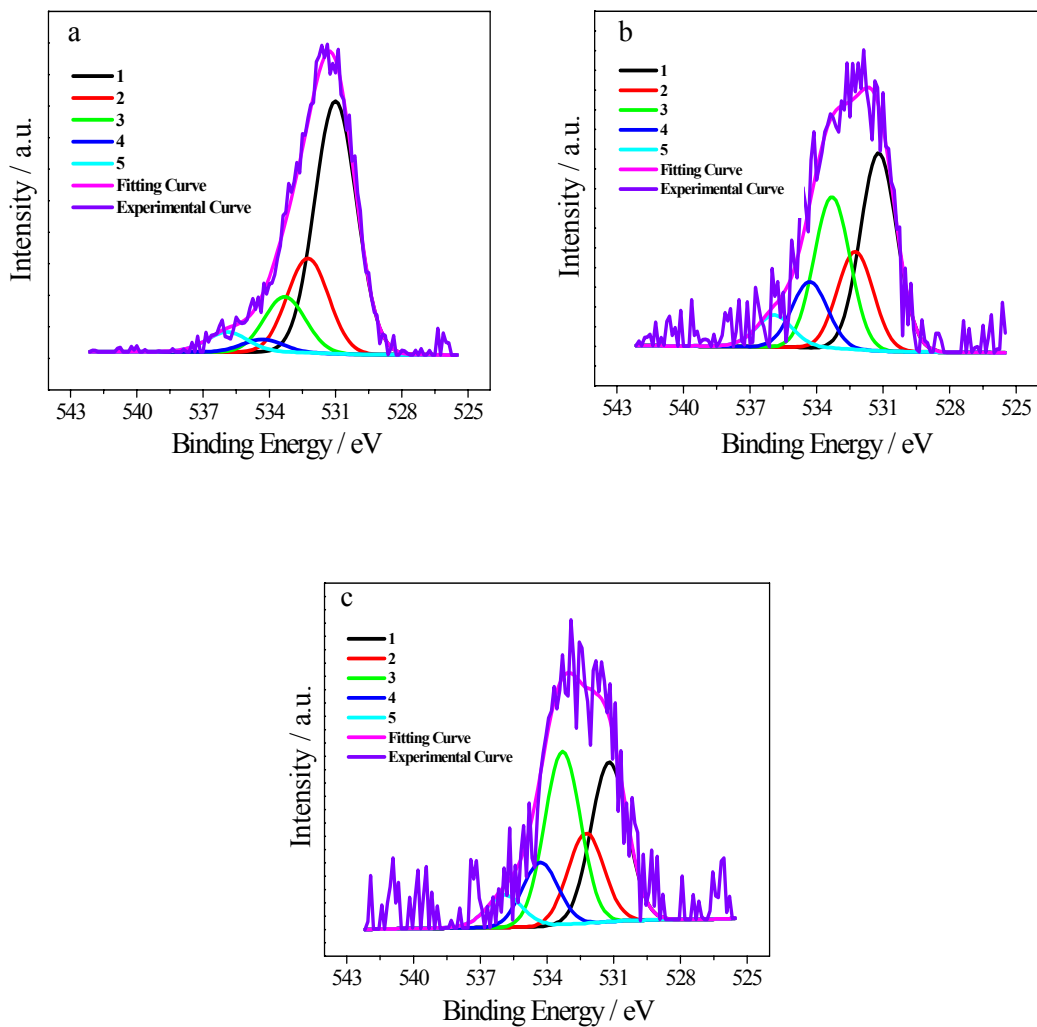 a
1
2
3
4
5
Fitting Curve
Experimental Curve
Intensity / a.u.
543 540 537 534 531 528 525
Binding Energy / eV
b
1
2
3
4
5
Fitting Curve
Experimental Curve
Intensity / a.u.
543 540 537 534 531 528 525
Binding Energy / eV
c
1
2
3
4
5
Fitting Curve
Experimental Curve
Intensity / a.u.
543 540 537 534 531 528 525
Binding Energy / eV